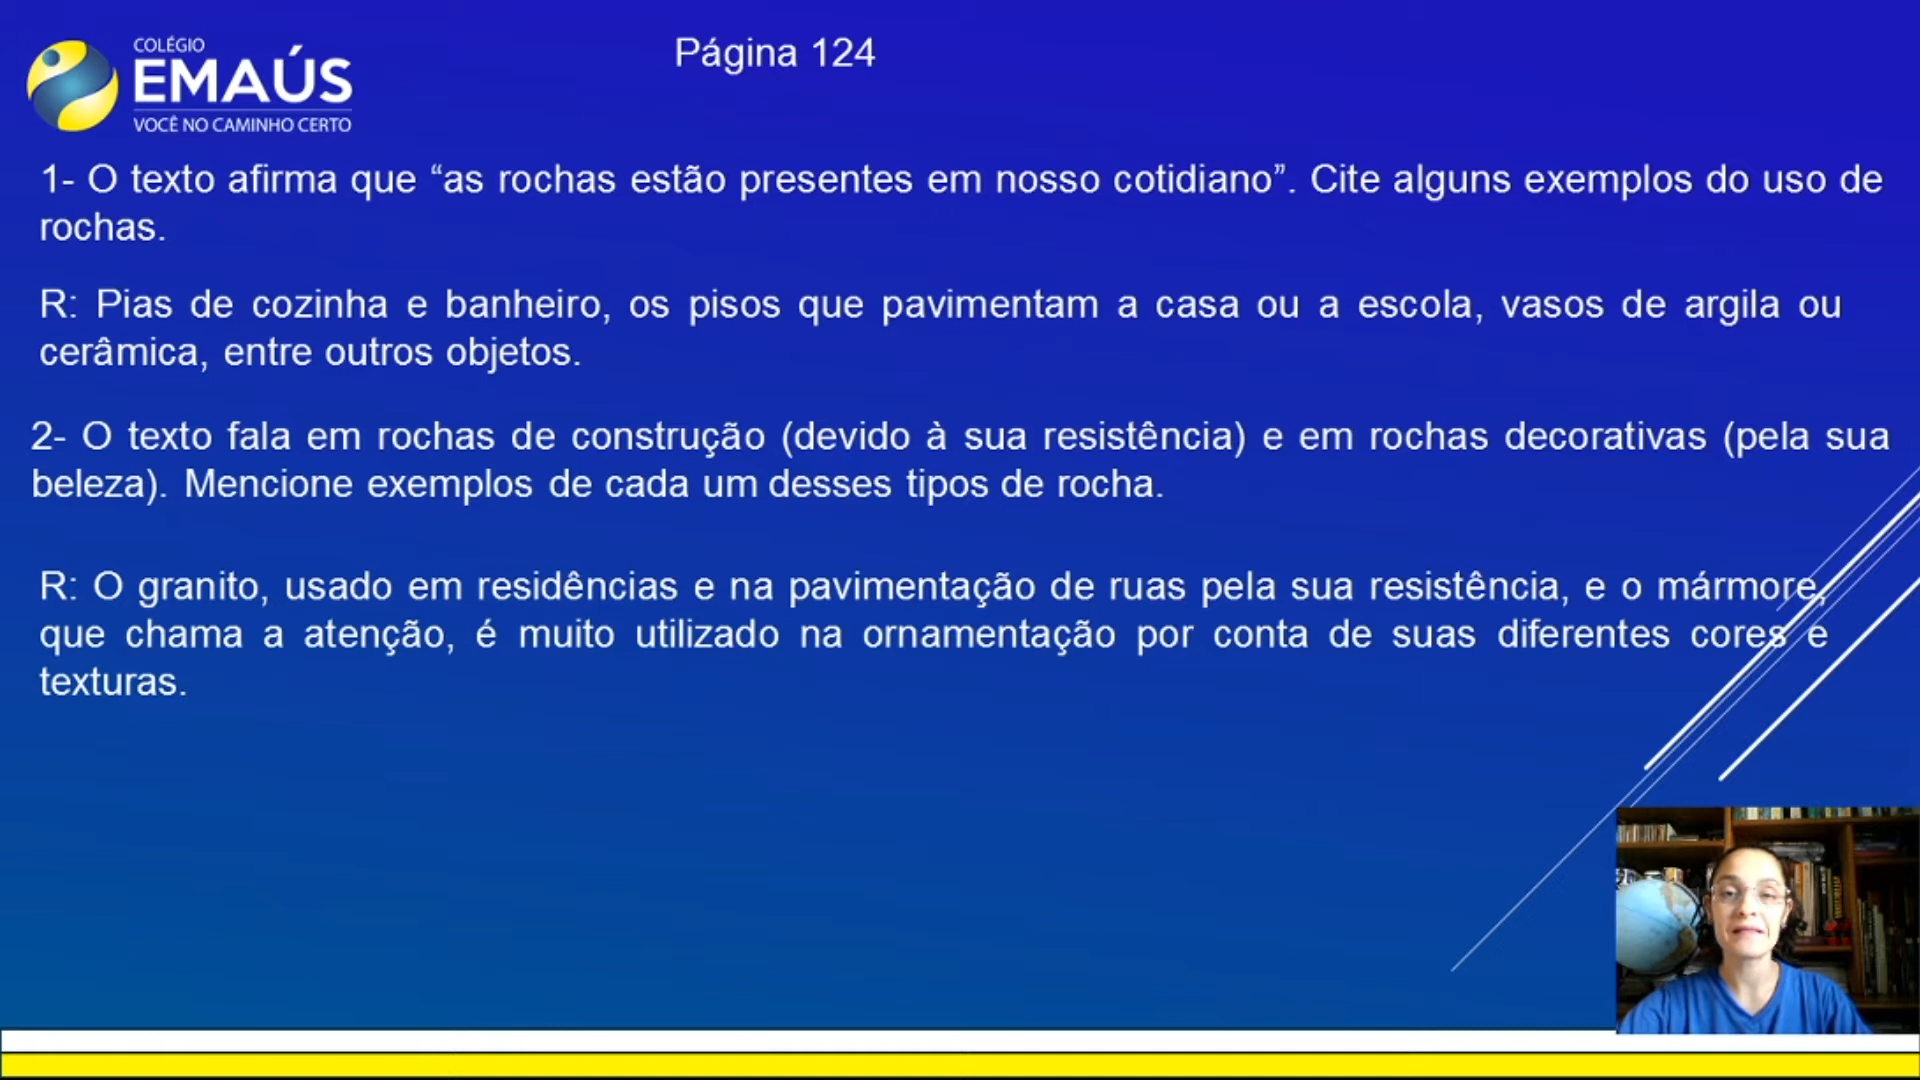 COLÉGIO
EMAÚS
VOCÊ NO CAMINHO CERTO
Página 124
1- O texto afirma que “as rochas estão presentes em nosso cotidiano”. Cite alguns exemplos do uso de
rochas.
R: Pias de cozinha e banheiro, os pisos que pavimentam a casa ou a escola, vasos de argila ou
cerâmica, entre outros objetos.
2- O texto fala em rochas de construção (devido à sua resistência) e em rochas decorativas (pela sua
beleza). Mencione exemplos de cada um desses tipos de rocha.
R: O granito, usado em residências e na pavimentação de ruas pela sua resistência, e o mármore,
que chama a atenção, é muito utilizado na ornamentação por conta de suas diferentes cores e
texturas.